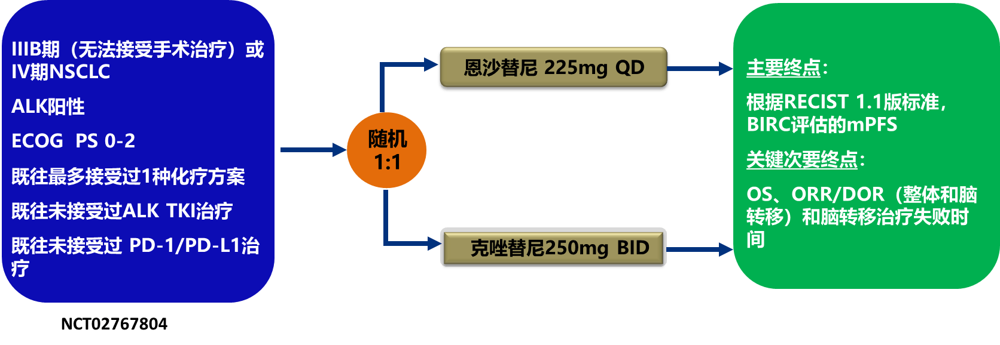 IIIB期（无法接受手术治疗）或
IV期NSCLC
ALK阳性
ECOG  PS 0-2
既往最多接受过1种化疗方案
既往未接受过ALK TKI治疗
既往未接受过 PD-1/PD-L1治
疗
NCT02767804
随机
1:1
恩沙替尼 225mg QD
克唑替尼250mg BID
主要终点：
根据RECIST 1.1版标准，
BIRC评估的mPFS
关键次要终点：
OS、ORR/DOR（整体和脑
转移）和脑转移治疗失败时
间